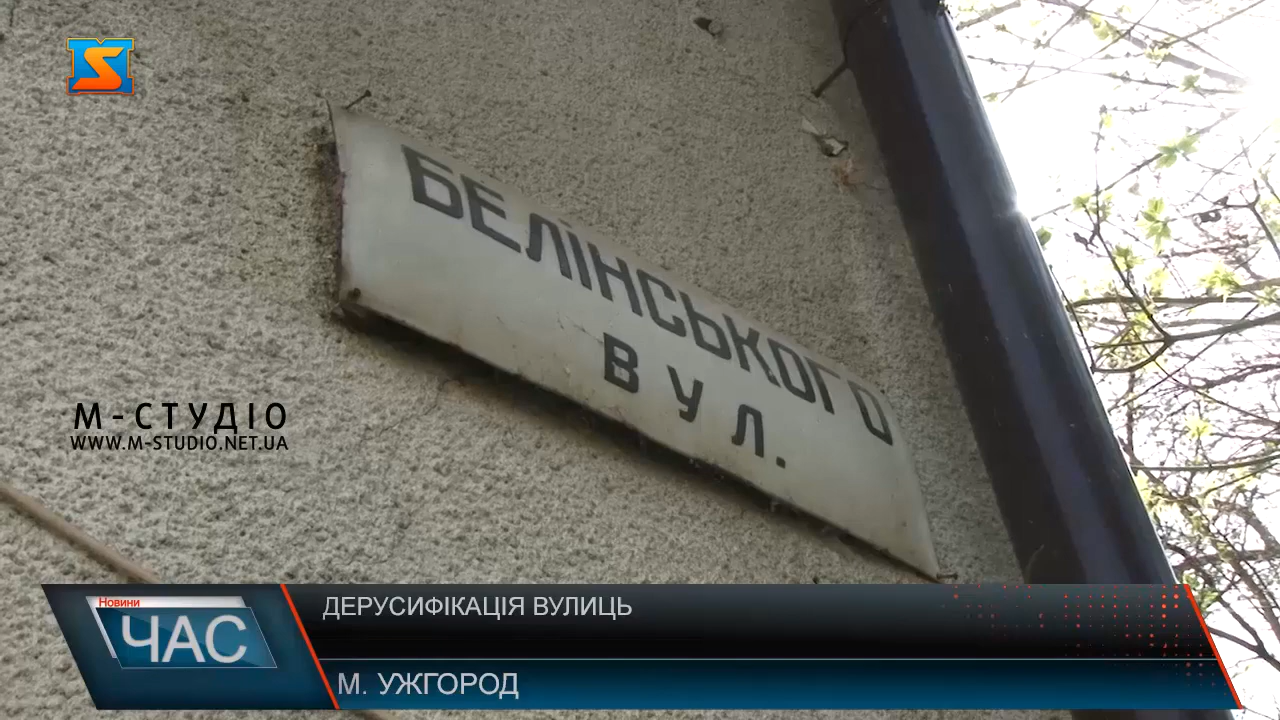 БЕЛІНСЬКОГО
ВУЛ.
М-СТУДІО
WWW.M-STUDIO.NET.UA
Новини
ЧАС
ДЕРУСИФІКАЦІЯ ВУЛИЦЬ
М. УЖГОРОД